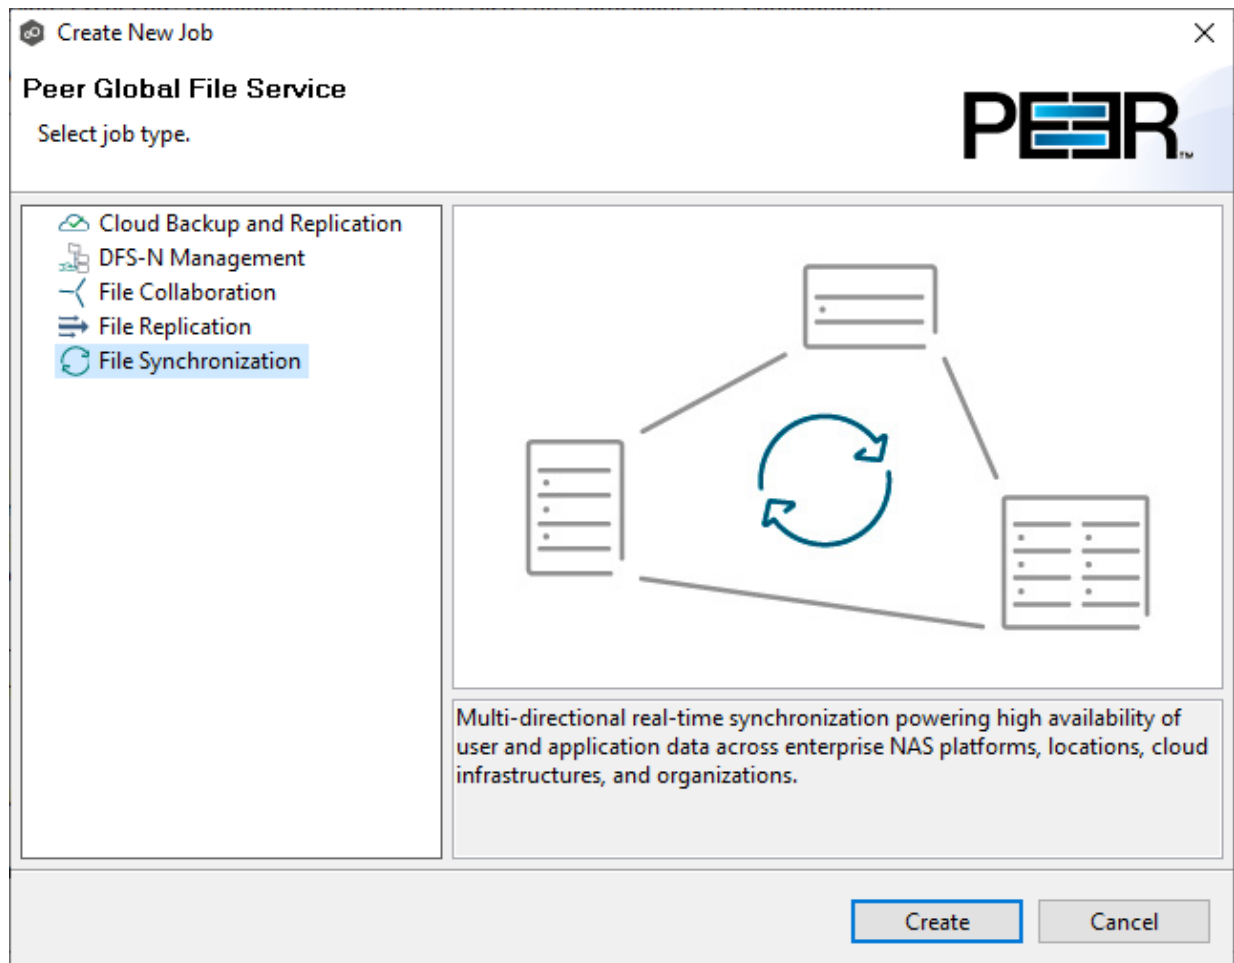 Create New Job
Peer Global File Service
Select job type.
PEER™
Cloud Backup and Replication
DFS-N Management
File Collaboration
File Replication
File Synchronization
Multi-directional real-time synchronization powering high availability of
user and application data across enterprise NAS platforms, locations, cloud
infrastructures, and organizations.
Create
Cancel